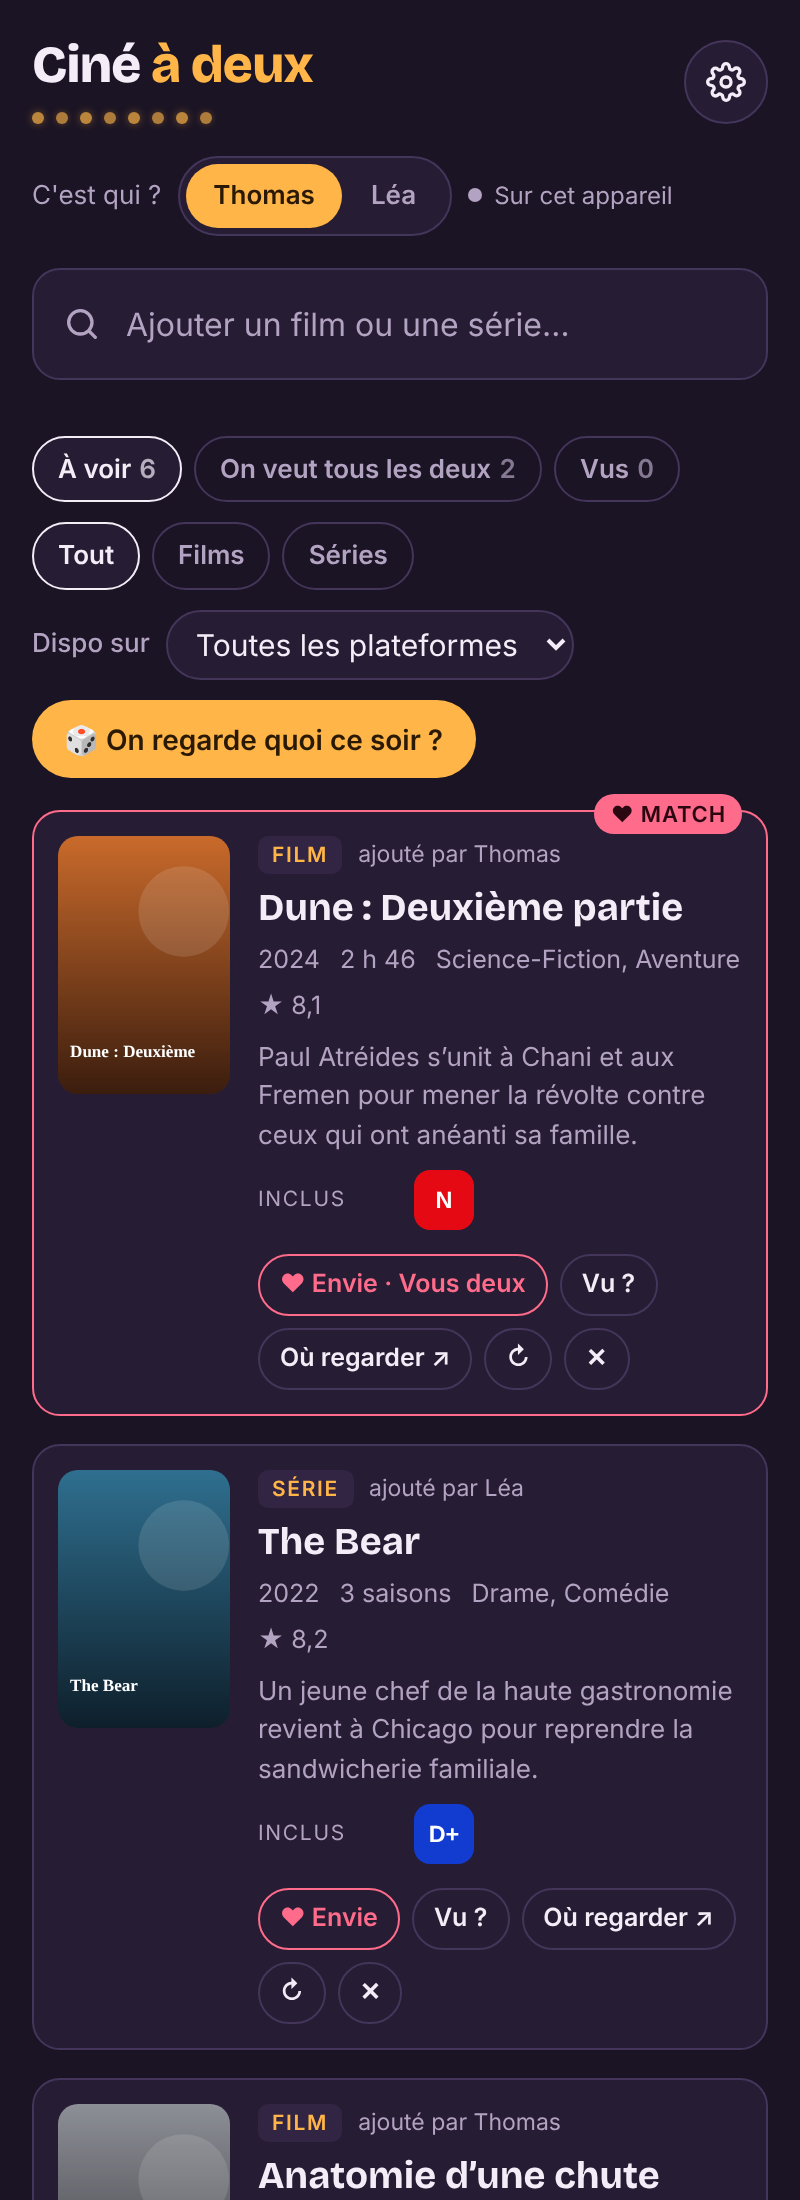 Ciné à deux
C'est qui ? Thomas Léa Sur cet appareil
Ajouter un film ou une série...
À voir 6 On veut tous les deux 2 Vus 0
Tout Films Séries
Dispo sur Toutes les plateformes
On regarde quoi ce soir ?
♥ MATCH
FILM ajouté par Thomas
Dune : Deuxième partie
2024 2 h 46 Science-Fiction, Aventure
★ 8,1
Dune : Deuxième
Paul Atréides s’unit à Chani et aux
Fremen pour mener la révolte contre
ceux qui ont anéanti sa famille.
INCLUS N
♥ Envie · Vous deux Vu ?
Où regarder ↗ ↻ ✕
SÉRIE ajouté par Léa
The Bear
2022 3 saisons Drame, Comédie
★ 8,2
The Bear
Un jeune chef de la haute gastronomie
revient à Chicago pour reprendre la
sandwicherie familiale.
INCLUS D+
♥ Envie Vu ? Où regarder ↗
↻ ✕
FILM ajouté par Thomas
Anatomie d’une chute